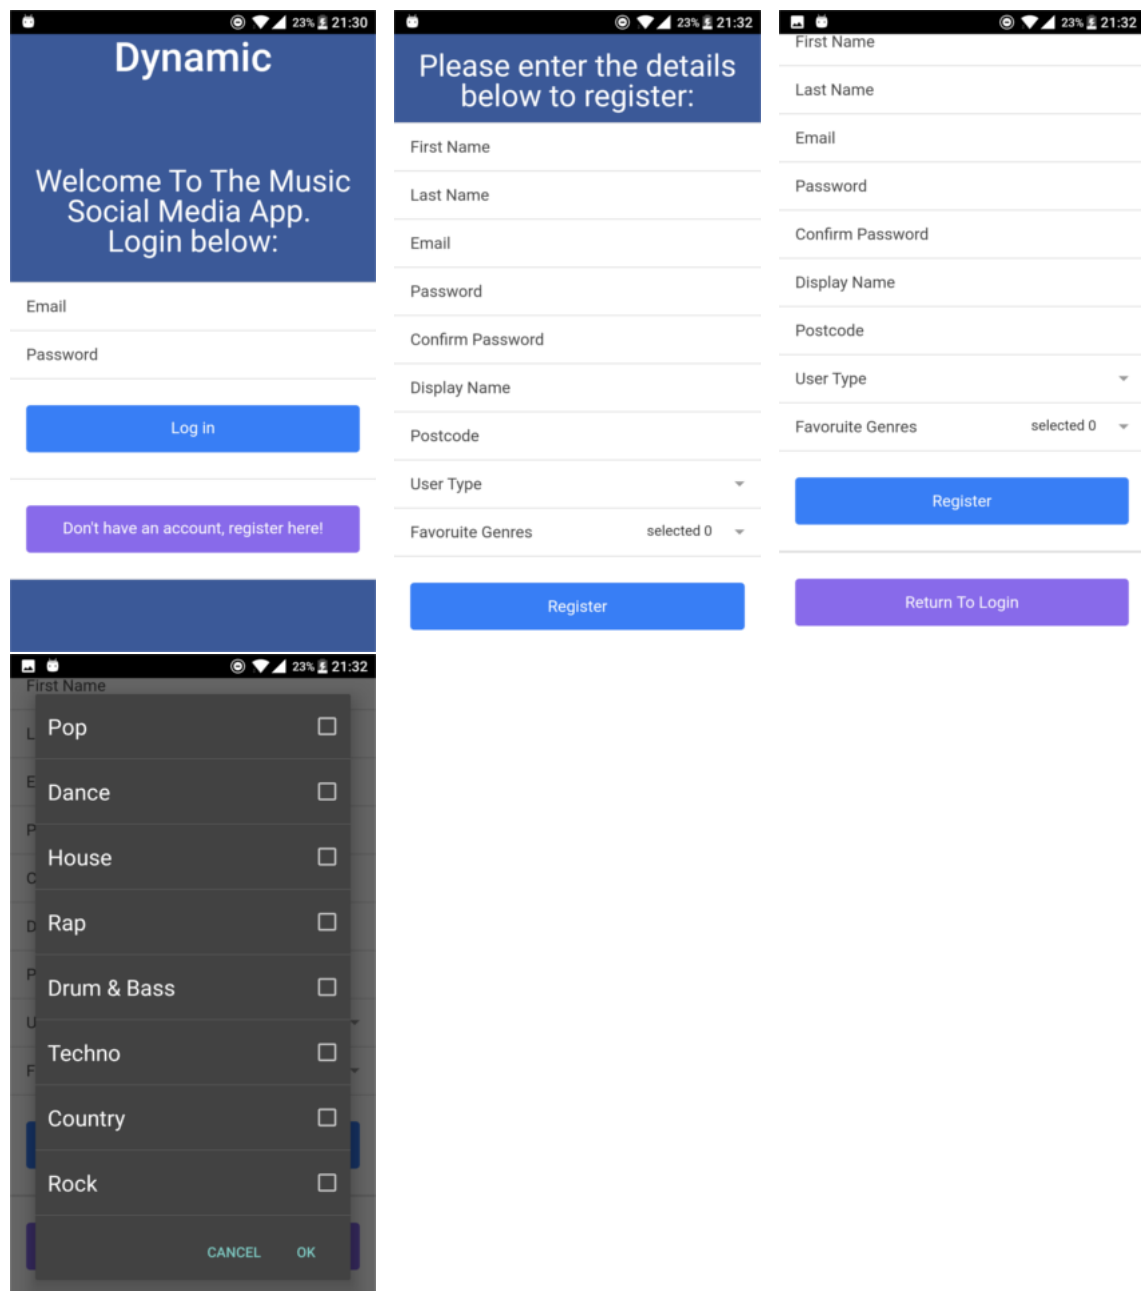 23% 21:30
Dynamic
Welcome To The Music
Social Media App.
Login below:
Email
Password
Log in
Don't have an account, register here!
23% 21:32
Please enter the details
below to register:
First Name
Last Name
Email
Password
Confirm Password
Display Name
Postcode
User Type
Favoruite Genres selected 0
Register
23% 21:32
First Name
Last Name
Email
Password
Confirm Password
Display Name
Postcode
User Type
Favoruite Genres selected 0
Register
Return To Login
23% 21:32
First Name
L
Pop
E
Dance
P
House
C
Rap
D
P
Drum & Bass
U
Techno
F
Country
Rock
CANCEL OK